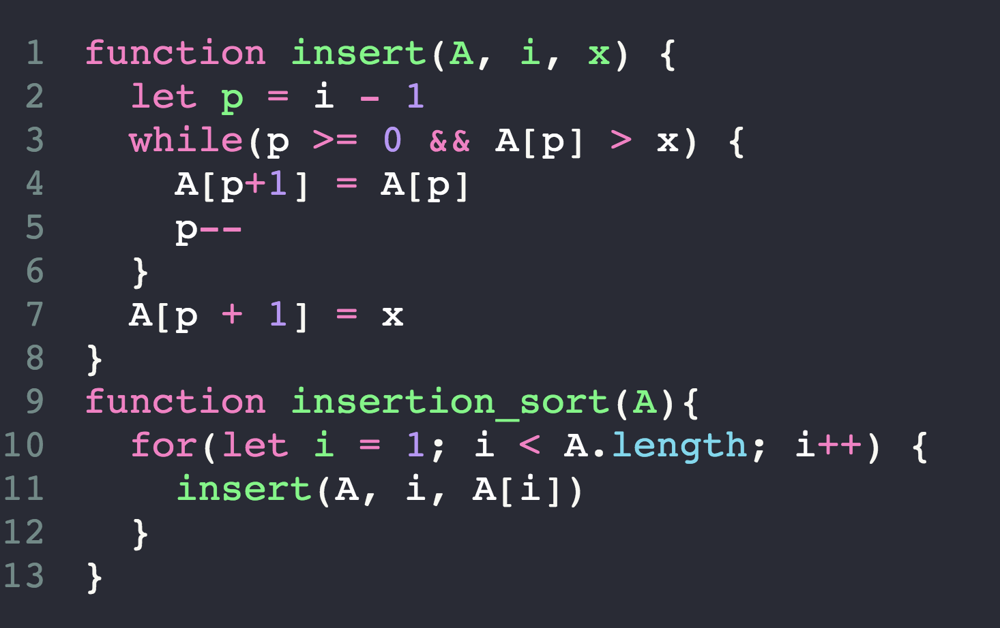 1 function insert(A, i, x) {
2   let p = i - 1
3   while(p >= 0 && A[p] > x) {
4     A[p+1] = A[p]
5     p--
6   }
7   A[p + 1] = x
8 }
9 function insertion_sort(A){
10   for(let i = 1; i < A.length; i++) {
11     insert(A, i, A[i])
12   }
13 }